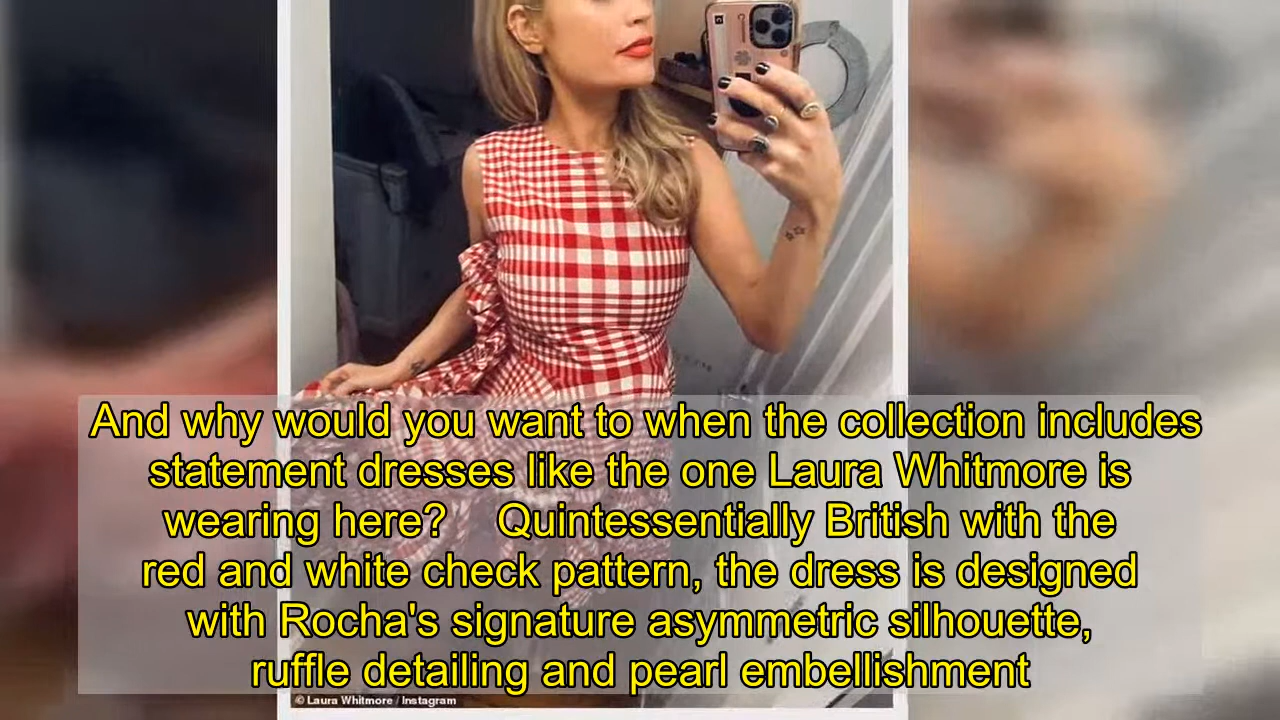 And why would you want to when the collection includes
statement dresses like the one Laura Whitmore is
wearing here?    Quintessentially British with the
red and white check pattern, the dress is designed
with Rocha's signature asymmetric silhouette,
ruffle detailing and pearl embellishment
© Laura Whitmore / Instagram